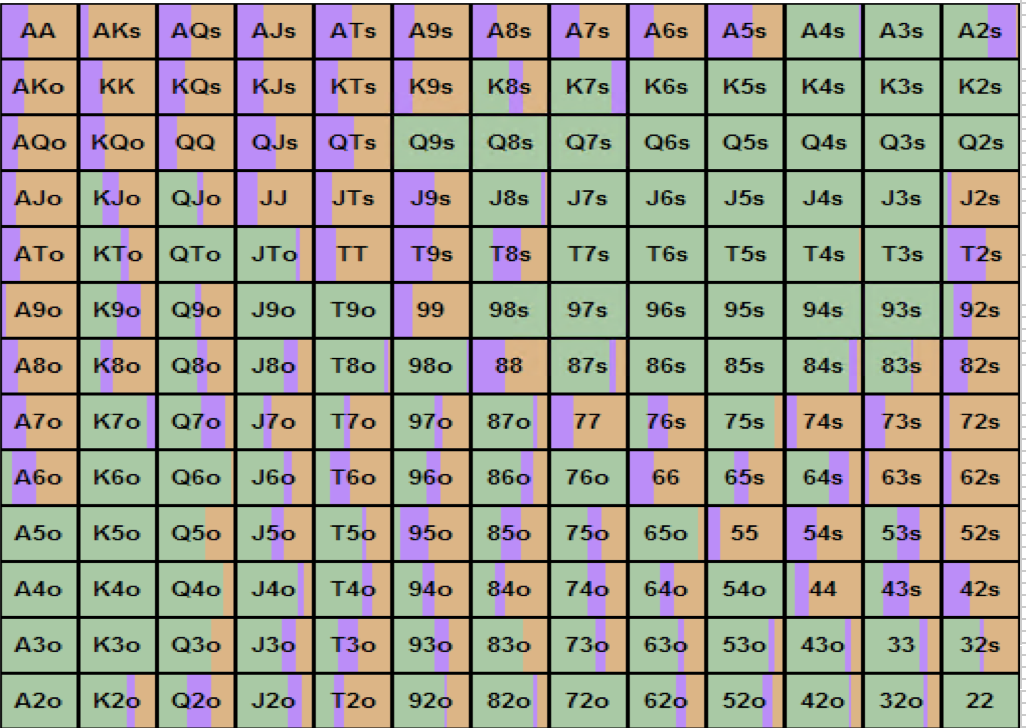 AA AKs AQs AJs ATs A9s A8s A7s A6s A5s A4s A3s A2s
AKo KK KQs KJs KTs K9s K8s K7s K6s K5s K4s K3s K2s
AQo KQo QQ QJs QTs Q9s Q8s Q7s Q6s Q5s Q4s Q3s Q2s
AJo KJo QJo JJ JTs J9s J8s J7s J6s J5s J4s J3s J2s
ATo KTo QTo JTo TT T9s T8s T7s T6s T5s T4s T3s T2s
A9o K9o Q9o J9o T9o 99 98s 97s 96s 95s 94s 93s 92s
A8o K8o Q8o J8o T8o 98o 88 87s 86s 85s 84s 83s 82s
A7o K7o Q7o J7o T7o 97o 87o 77 76s 75s 74s 73s 72s
A6o K6o Q6o J6o T6o 96o 86o 76o 66 65s 64s 63s 62s
A5o K5o Q5o J5o T5o 95o 85o 75o 65o 55 54s 53s 52s
A4o K4o Q4o J4o T4o 94o 84o 74o 64o 54o 44 43s 42s
A3o K3o Q3o J3o T3o 93o 83o 73o 63o 53o 43o 33 32s
A2o K2o Q2o J2o T2o 92o 82o 72o 62o 52o 42o 32o 22